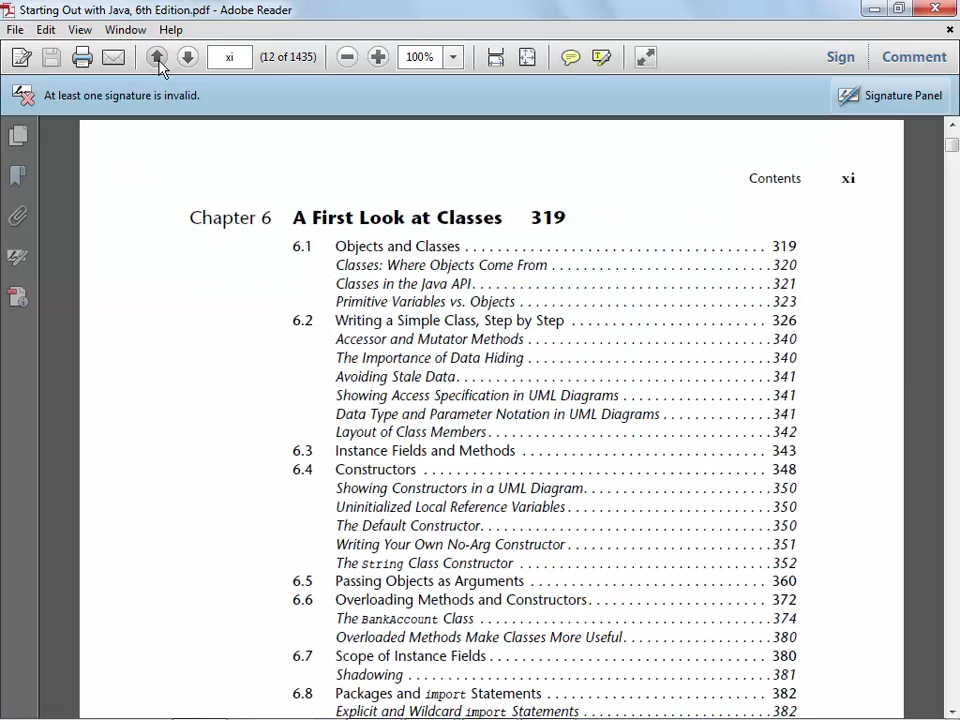 Starting Out with Java, 6th Edition.pdf - Adobe Reader
File Edit View Window Help
xi (12 of 1435) 100% Sign Comment
At least one signature is invalid. Signature Panel
Contents xi
Chapter 6 A First Look at Classes 319
6.1 Objects and Classes . . . . . . . . . . . . . . . . . . . . . . . . . . . . . . 319
Classes: Where Objects Come From . . . . . . . . . . . . . . . . . . . . . 320
Classes in the Java API. . . . . . . . . . . . . . . . . . . . . . . . . . . . . 321
Primitive Variables vs. Objects . . . . . . . . . . . . . . . . . . . . . . . . 323
6.2 Writing a Simple Class, Step by Step . . . . . . . . . . . . . . . . . . . 326
Accessor and Mutator Methods . . . . . . . . . . . . . . . . . . . . . . . 340
The Importance of Data Hiding . . . . . . . . . . . . . . . . . . . . . . . 340
Avoiding Stale Data. . . . . . . . . . . . . . . . . . . . . . . . . . . . . . 341
Showing Access Specification in UML Diagrams . . . . . . . . . . . . . . 341
Data Type and Parameter Notation in UML Diagrams . . . . . . . . . . 341
Layout of Class Members. . . . . . . . . . . . . . . . . . . . . . . . . . . 342
6.3 Instance Fields and Methods . . . . . . . . . . . . . . . . . . . . . . . . 343
6.4 Constructors . . . . . . . . . . . . . . . . . . . . . . . . . . . . . . . . . 348
Showing Constructors in a UML Diagram. . . . . . . . . . . . . . . . . 350
Uninitialized Local Reference Variables . . . . . . . . . . . . . . . . . . 350
The Default Constructor. . . . . . . . . . . . . . . . . . . . . . . . . . . 350
Writing Your Own No-Arg Constructor . . . . . . . . . . . . . . . . . . 351
The String Class Constructor . . . . . . . . . . . . . . . . . . . . . . . . 352
6.5 Passing Objects as Arguments . . . . . . . . . . . . . . . . . . . . . . . 360
6.6 Overloading Methods and Constructors. . . . . . . . . . . . . . . . . . 372
The BankAccount Class . . . . . . . . . . . . . . . . . . . . . . . . . . . 374
Overloaded Methods Make Classes More Useful. . . . . . . . . . . . . . 380
6.7 Scope of Instance Fields . . . . . . . . . . . . . . . . . . . . . . . . . . . 380
Shadowing . . . . . . . . . . . . . . . . . . . . . . . . . . . . . . . . . . . 381
6.8 Packages and import Statements . . . . . . . . . . . . . . . . . . . . . . 382
Explicit and Wildcard import Statements . . . . . . . . . . . . . . . . . 382